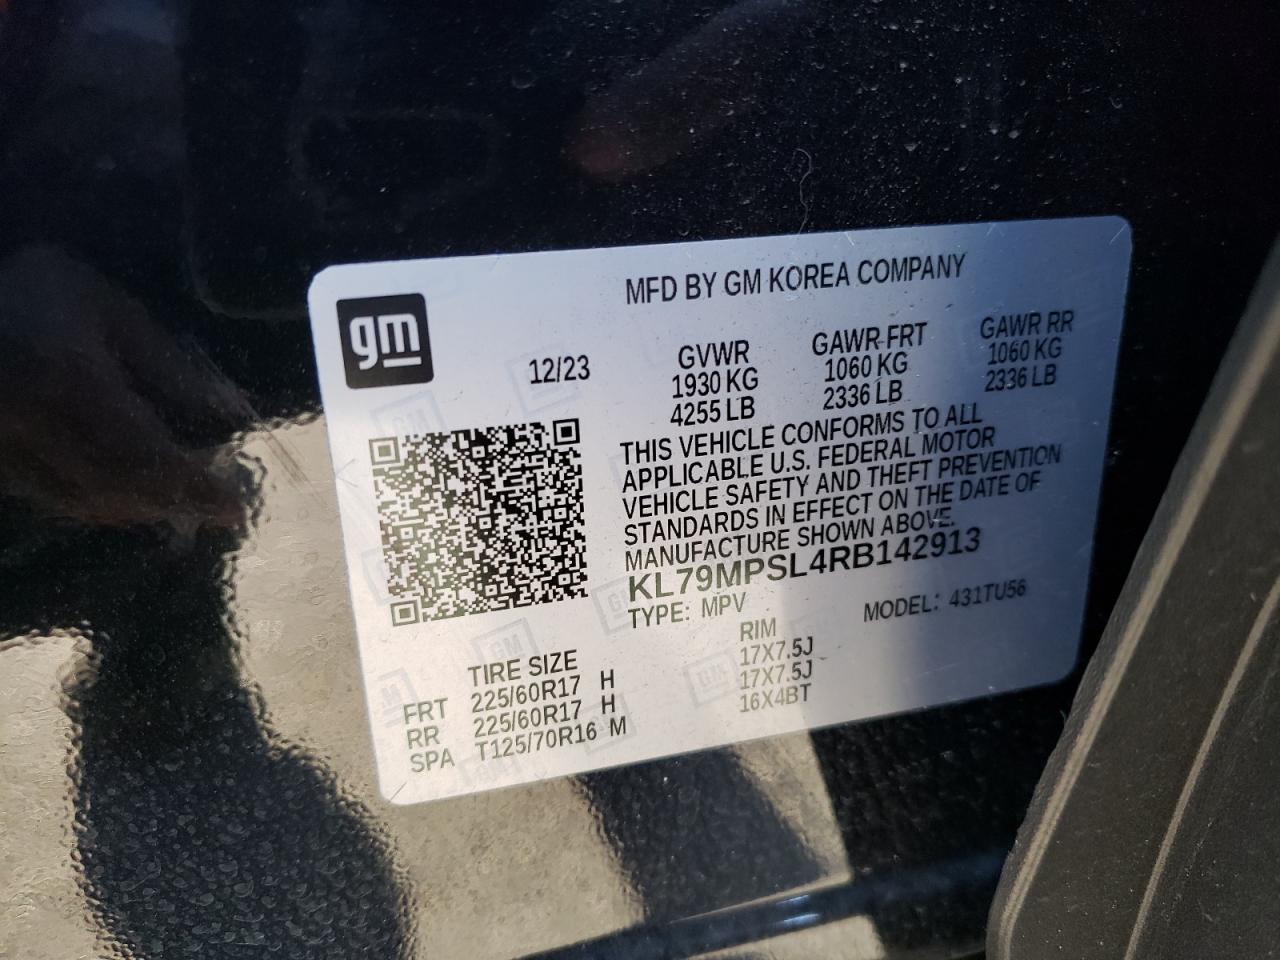 MFD BY GM KOREA COMPANY
gm
12/23
GVWR GAWR FRT GAWR RR
1930 KG 1060 KG 1060 KG
4255 LB 2336 LB 2336 LB
THIS VEHICLE CONFORMS TO ALL
APPLICABLE U.S. FEDERAL MOTOR
VEHICLE SAFETY AND THEFT PREVENTION
STANDARDS IN EFFECT ON THE DATE OF
MANUFACTURE SHOWN ABOVE.
KL79MPSL4RB142913
TYPE: MPV MODEL: 431TU56
TIRE SIZE RIM
FRT 225/60R17 H 17X7.5J
RR 225/60R17 H 17X7.5J
SPA T125/70R16 M 16X4BT